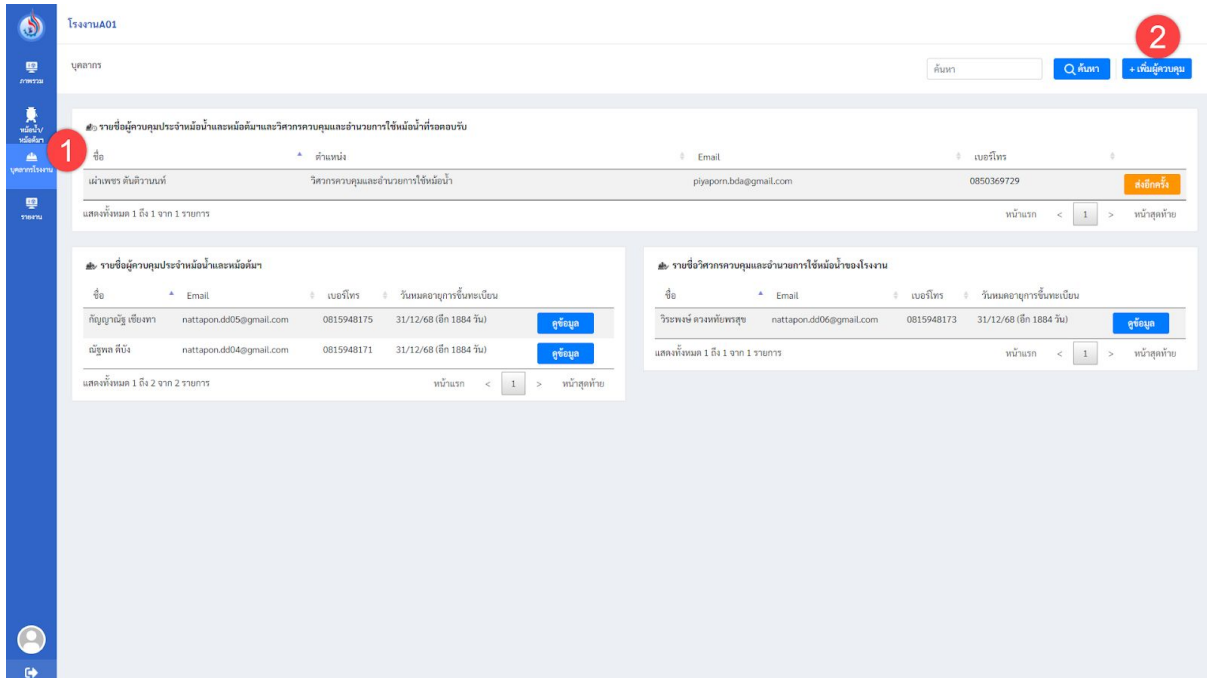 โรงงานA01
2
ภาพรวม
บุคลากร
ค้นหา
ค้นหา
+ เพิ่มผู้ควบคุม
หม้อน้ำ/
หม้อต้มฯ
1
บุคลากรโรงงาน
รายงาน
รายชื่อผู้ควบคุมประจำหม้อน้ำและหม้อต้มฯและวิศวกรควบคุมและอำนวยการใช้หม้อน้ำที่รอตอบรับ
ชื่อ ตำแหน่ง Email เบอร์โทร
เผ่าเพชร ตันติวานนท์ วิศวกรควบคุมและอำนวยการใช้หม้อน้ำ piyaporn.bda@gmail.com 0850369729 ส่งอีกครั้ง
แสดงทั้งหมด 1 ถึง 1 จาก 1 รายการ หน้าแรก < 1 > หน้าสุดท้าย
รายชื่อผู้ควบคุมประจำหม้อน้ำและหม้อต้มฯ
ชื่อ Email เบอร์โทร วันหมดอายุการขึ้นทะเบียน
กัญญาณัฐ เชียงทา nattapon.dd05@gmail.com 0815948175 31/12/68 (อีก 1884 วัน) ดูข้อมูล
ณัฐพล ดีบัง nattapon.dd04@gmail.com 0815948171 31/12/68 (อีก 1884 วัน) ดูข้อมูล
แสดงทั้งหมด 1 ถึง 2 จาก 2 รายการ หน้าแรก < 1 > หน้าสุดท้าย
รายชื่อวิศวกรควบคุมและอำนวยการใช้หม้อน้ำของโรงงาน
ชื่อ Email เบอร์โทร วันหมดอายุการขึ้นทะเบียน
วิระพงษ์ ดวงหทัยพรสุข nattapon.dd06@gmail.com 0815948173 31/12/68 (อีก 1884 วัน) ดูข้อมูล
แสดงทั้งหมด 1 ถึง 1 จาก 1 รายการ หน้าแรก < 1 > หน้าสุดท้าย